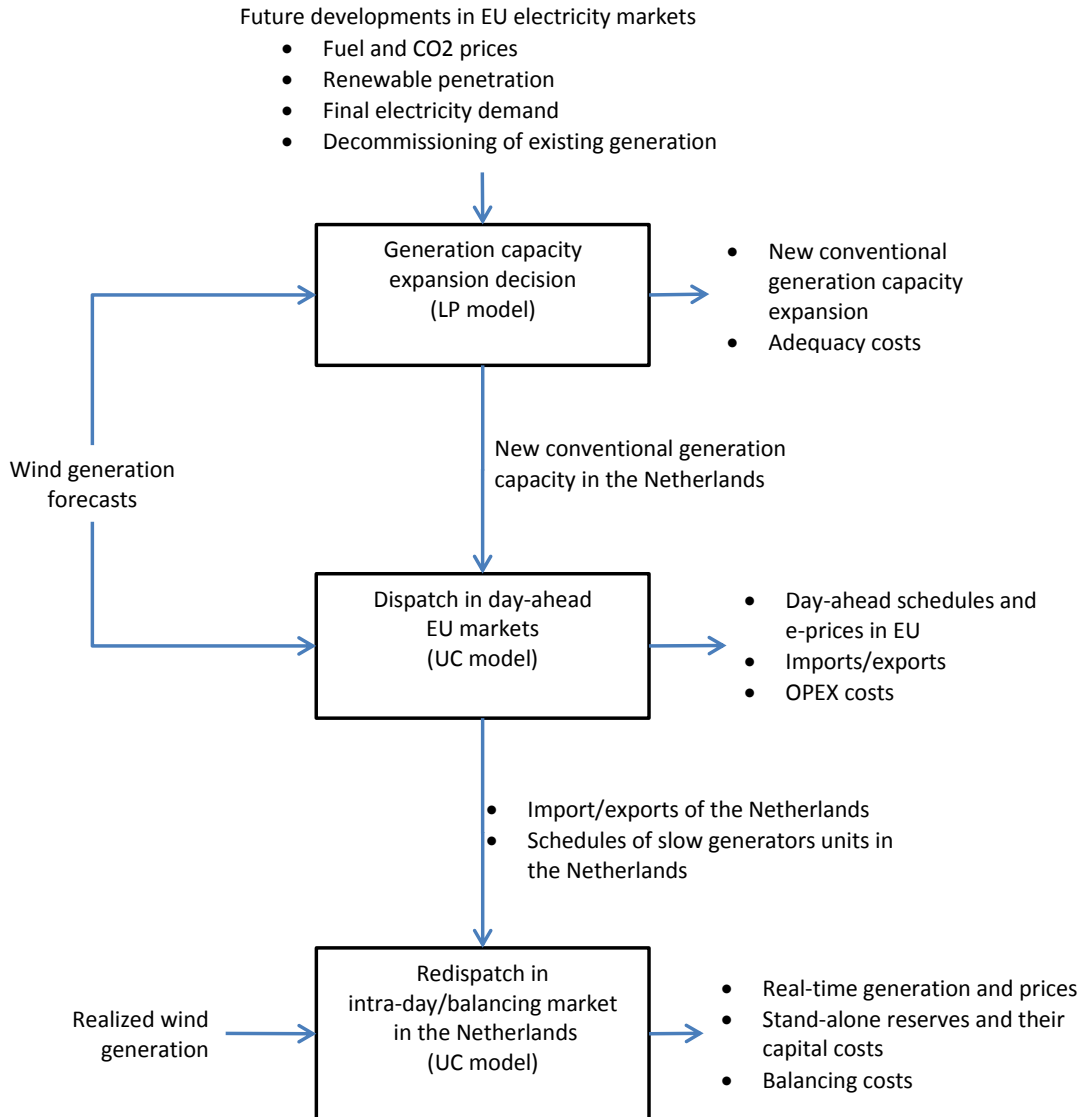 Future developments in EU electricity markets
• Fuel and CO2 prices
• Renewable penetration
• Final electricity demand
• Decommissioning of existing generation
Generation capacity
expansion decision
(LP model)
• New conventional
generation capacity
expansion
• Adequacy costs
New conventional generation
capacity in the Netherlands
Wind generation
forecasts
Dispatch in day-ahead
EU markets
(UC model)
• Day-ahead schedules and
e-prices in EU
• Imports/exports
• OPEX costs
• Import/exports of the Netherlands
• Schedules of slow generators units in
the Netherlands
Realized wind
generation
Redispatch in
intra-day/balancing market
in the Netherlands
(UC model)
• Real-time generation and prices
• Stand-alone reserves and their
capital costs
• Balancing costs